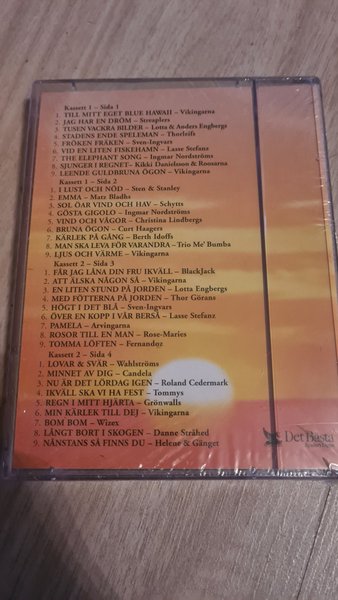 Kassett 1 – Sida 1
1. TILL MITT EGET BLUE HAWAII – Vikingarna
2. JAG HAR EN DRÖM – Streaplers
3. TUSEN VACKRA BILDER – Lotta & Anders Engbergs
4. STADENS ENDE SPELEMAN – Thorleifs
5. FRÖKEN FRÄKEN – Sven-Ingvars
6. VID EN LITEN FISKEHAMN – Lasse Stefanz
7. THE ELEPHANT SONG – Ingmar Nordströms
8. SJUNGER I REGNET – Kikki Danielsson & Roosarna
9. LEENDE GULDBRUNA ÖGON – Vikingarna
Kassett 1 – Sida 2
1. I LUST OCH NÖD – Sten & Stanley
2. EMMA – Matz Bladhs
3. SOL ÖAR VIND OCH HAV – Schytts
4. GÖSTA GIGOLO – Ingmar Nordströms
5. VIND OCH VÅGOR – Christina Lindbergs
6. BRUNA ÖGON – Curt Haagers
7. KÄRLEK PÅ GÅNG – Berth Idoffs
8. MAN SKA LEVA FÖR VARANDRA – Trio Me' Bumba
9. LJUS OCH VÄRME – Vikingarna
Kassett 2 – Sida 3
1. FÅR JAG LÅNA DIN FRU IKVÄLL – BlackJack
2. ATT ÄLSKA NÅGON SÅ – Vikingarna
3. EN LITEN STUND PÅ JORDEN – Lotta Engbergs
4. MED FÖTTERNA PÅ JORDEN – Thor Görans
5. HÖGT I DET BLÅ – Sven-Ingvars
6. ÖVER EN KOPP I VÅR BERSÅ – Lasse Stefanz
7. PAMELA – Arvingarna
8. ROSOR TILL EN MAN – Rose-Maries
9. TOMMA LÖFTEN – Fernandoz
Kassett 2 – Sida 4
1. LOVAR & SVÄR – Wahlströms
2. MINNET AV DIG – Candela
3. NU ÄR DET LÖRDAG IGEN – Roland Cedermark
4. IKVÄLL SKA VI HA FEST – Tommys
5. REGN I MITT HJÄRTA – Grönwalls
6. MIN KÄRLEK TILL DEJ – Vikingarna
7. BOM BOM – Wizex
8. LÅNGT BORT I SKOGEN – Danne Stråhed
9. NÅNSTANS SÅ FINNS DU – Helene & Gänget
Det Bästa